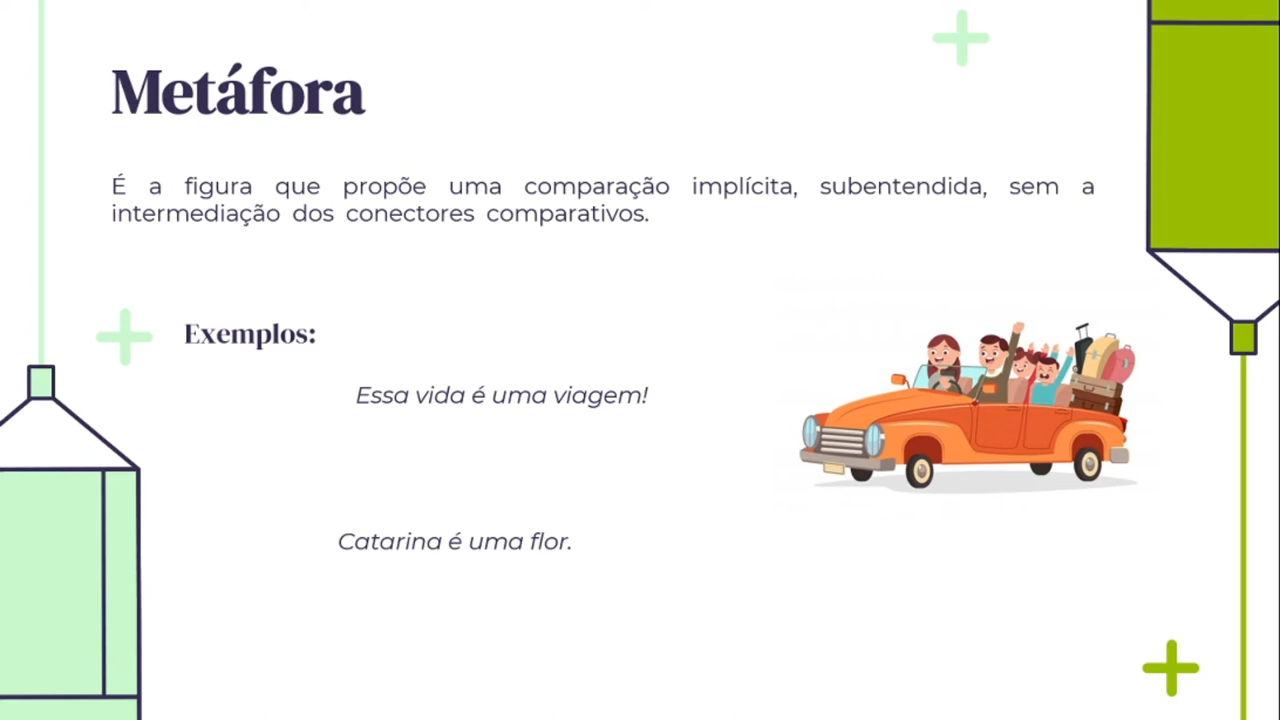 Metáfora
É a figura que propõe uma comparação implícita, subentendida, sem a
intermediação dos conectores comparativos.
Exemplos:
Essa vida é uma viagem!
Catarina é uma flor.